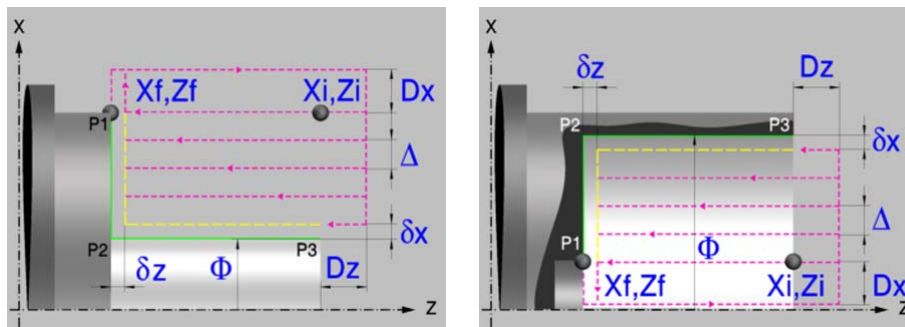 X
Xf,Zf
Xi,Zi
Dx
P1
Δ
δx
P2
P3
δz
Φ
Dz
Z
X
δz
Dz
P2
P3
δx
Δ
P1
Φ
Xf,Zf
Xi,Zi
Dx
Z